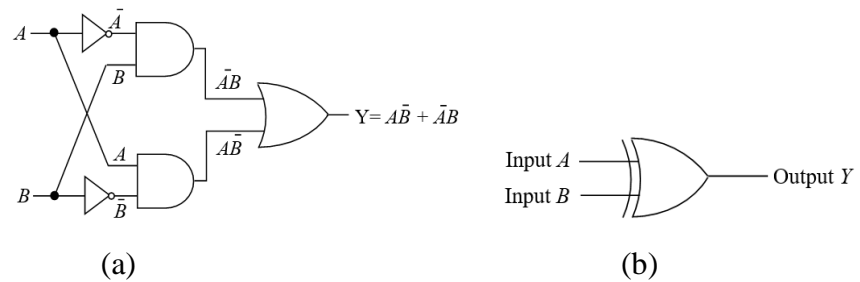 A
Ā
B
ĀB
A
AB̄
B
B̄
Y= AB̄ + ĀB
(a)
Input A
Input B
Output Y
(b)